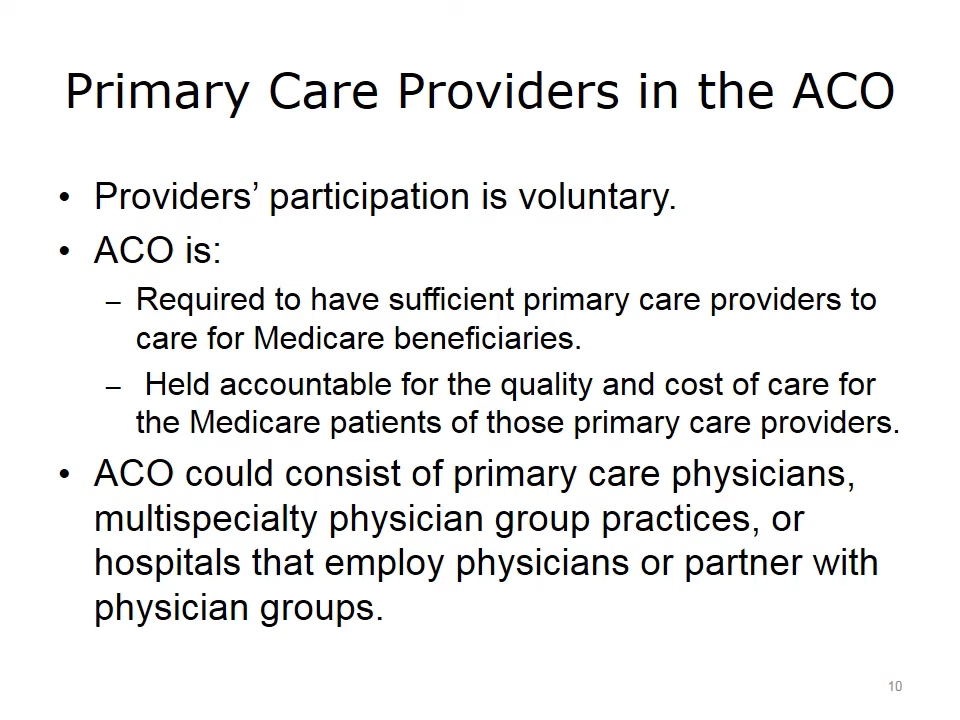 Primary Care Providers in the ACO
• Providers’ participation is voluntary.
• ACO is:
– Required to have sufficient primary care providers to
care for Medicare beneficiaries.
– Held accountable for the quality and cost of care for
the Medicare patients of those primary care providers.
• ACO could consist of primary care physicians,
multispecialty physician group practices, or
hospitals that employ physicians or partner with
physician groups.
10